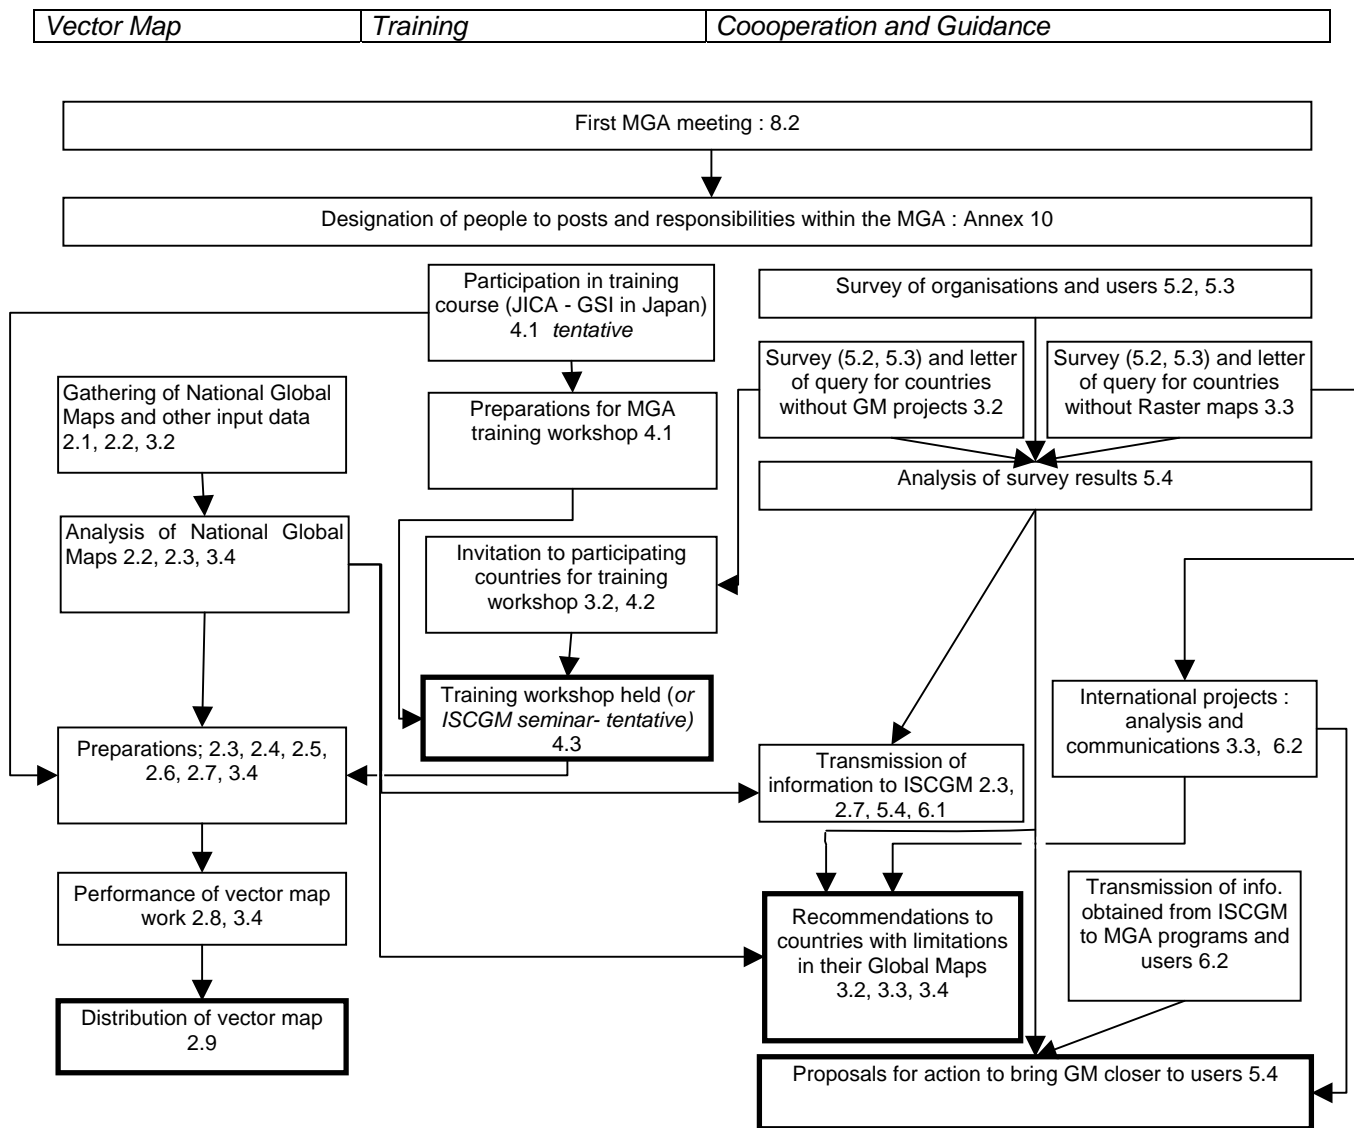 Vector Map
Training
Coooperation and Guidance
First MGA meeting : 8.2
Designation of people to posts and responsibilities within the MGA : Annex 10
Participation in training
course (JICA - GSI in Japan)
4.1 tentative
Survey of organisations and users 5.2, 5.3
Survey (5.2, 5.3) and letter
of query for countries
without GM projects 3.2
Survey (5.2, 5.3) and letter
of query for countries
without Raster maps 3.3
Gathering of National Global
Maps and other input data
2.1, 2.2, 3.2
Preparations for MGA
training workshop 4.1
Analysis of survey results 5.4
Analysis of National Global
Maps 2.2, 2.3, 3.4
Invitation to participating
countries for training
workshop 3.2, 4.2
Training workshop held (or
ISCGM seminar- tentative)
4.3
International projects :
analysis and
communications 3.3, 6.2
Preparations; 2.3, 2.4, 2.5,
2.6, 2.7, 3.4
Transmission of
information to ISCGM 2.3,
2.7, 5.4, 6.1
Performance of vector map
work 2.8, 3.4
Recommendations to
countries with limitations
in their Global Maps
3.2, 3.3, 3.4
Transmission of info.
obtained from ISCGM
to MGA programs and
users 6.2
Distribution of vector map
2.9
Proposals for action to bring GM closer to users 5.4